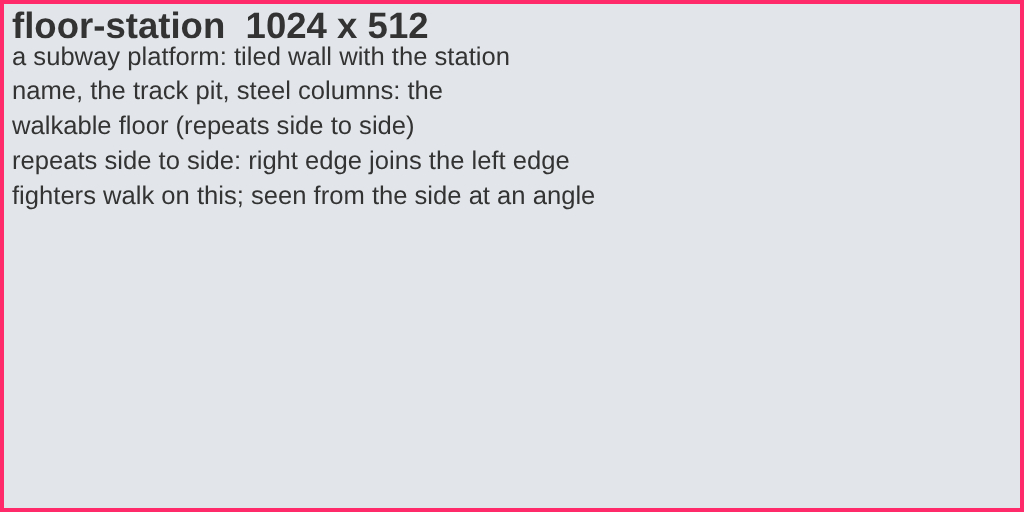 floor-station 1024 x 512
a subway platform: tiled wall with the station
name, the track pit, steel columns: the
walkable floor (repeats side to side)
repeats side to side: right edge joins the left edge
fighters walk on this; seen from the side at an angle